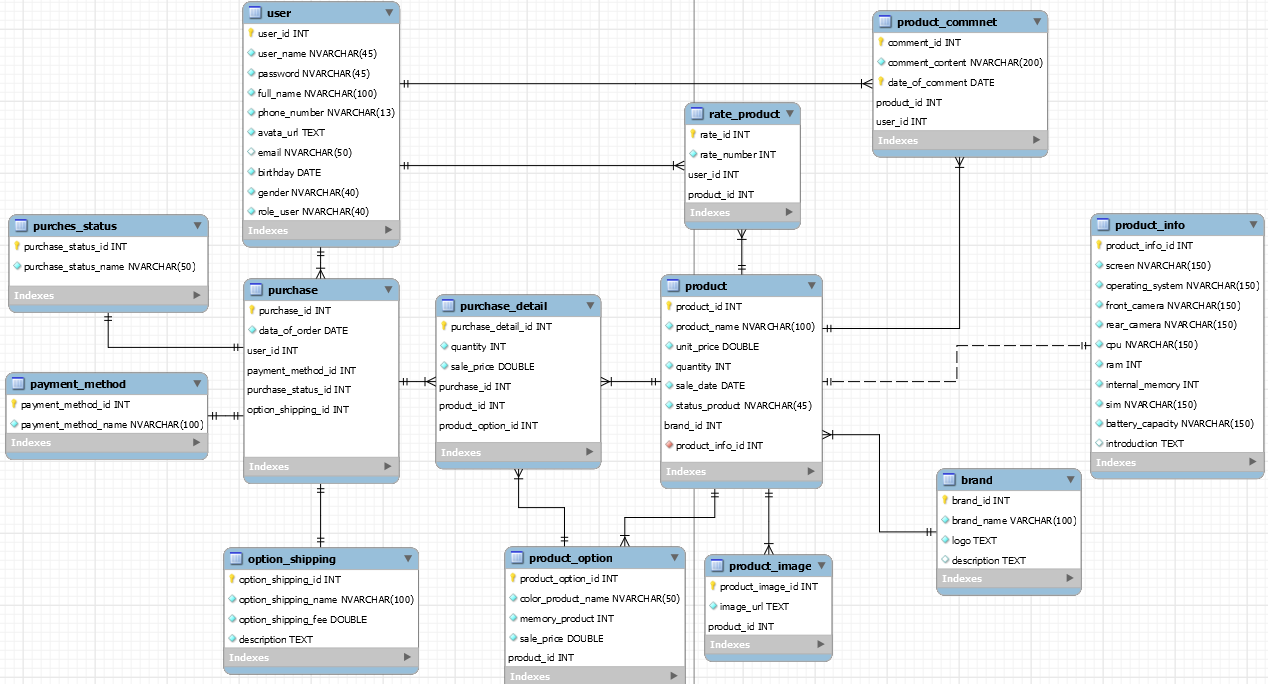 user
user_id INT
user_name NVARCHAR(45)
password NVARCHAR(45)
full_name NVARCHAR(100)
phone_number NVARCHAR(13)
avata_url TEXT
email NVARCHAR(50)
birthday DATE
gender NVARCHAR(40)
role_user NVARCHAR(40)
Indexes
product_commnet
comment_id INT
comment_content NVARCHAR(200)
date_of_comment DATE
product_id INT
user_id INT
Indexes
rate_product
rate_id INT
rate_number INT
user_id INT
product_id INT
Indexes
purches_status
purchase_status_id INT
purchase_status_name NVARCHAR(50)
Indexes
product_info
product_info_id INT
screen NVARCHAR(150)
operating_system NVARCHAR(150)
front_camera NVARCHAR(150)
rear_camera NVARCHAR(150)
cpu NVARCHAR(150)
ram INT
internal_memory INT
sim NVARCHAR(150)
battery_capacity NVARCHAR(150)
introduction TEXT
Indexes
purchase
purchase_id INT
data_of_order DATE
user_id INT
payment_method_id INT
purchase_status_id INT
option_shipping_id INT
Indexes
purchase_detail
purchase_detail_id INT
quantity INT
sale_price DOUBLE
purchase_id INT
product_id INT
product_option_id INT
Indexes
product
product_id INT
product_name NVARCHAR(100)
unit_price DOUBLE
quantity INT
sale_date DATE
status_product NVARCHAR(45)
brand_id INT
product_info_id INT
Indexes
payment_method
payment_method_id INT
payment_method_name NVARCHAR(100)
Indexes
brand
brand_id INT
brand_name VARCHAR(100)
logo TEXT
description TEXT
Indexes
option_shipping
option_shipping_id INT
option_shipping_name NVARCHAR(100)
option_shipping_fee DOUBLE
description TEXT
Indexes
product_option
product_option_id INT
color_product_name NVARCHAR(50)
memory_product INT
sale_price DOUBLE
product_id INT
Indexes
product_image
product_image_id INT
image_url TEXT
product_id INT
Indexes